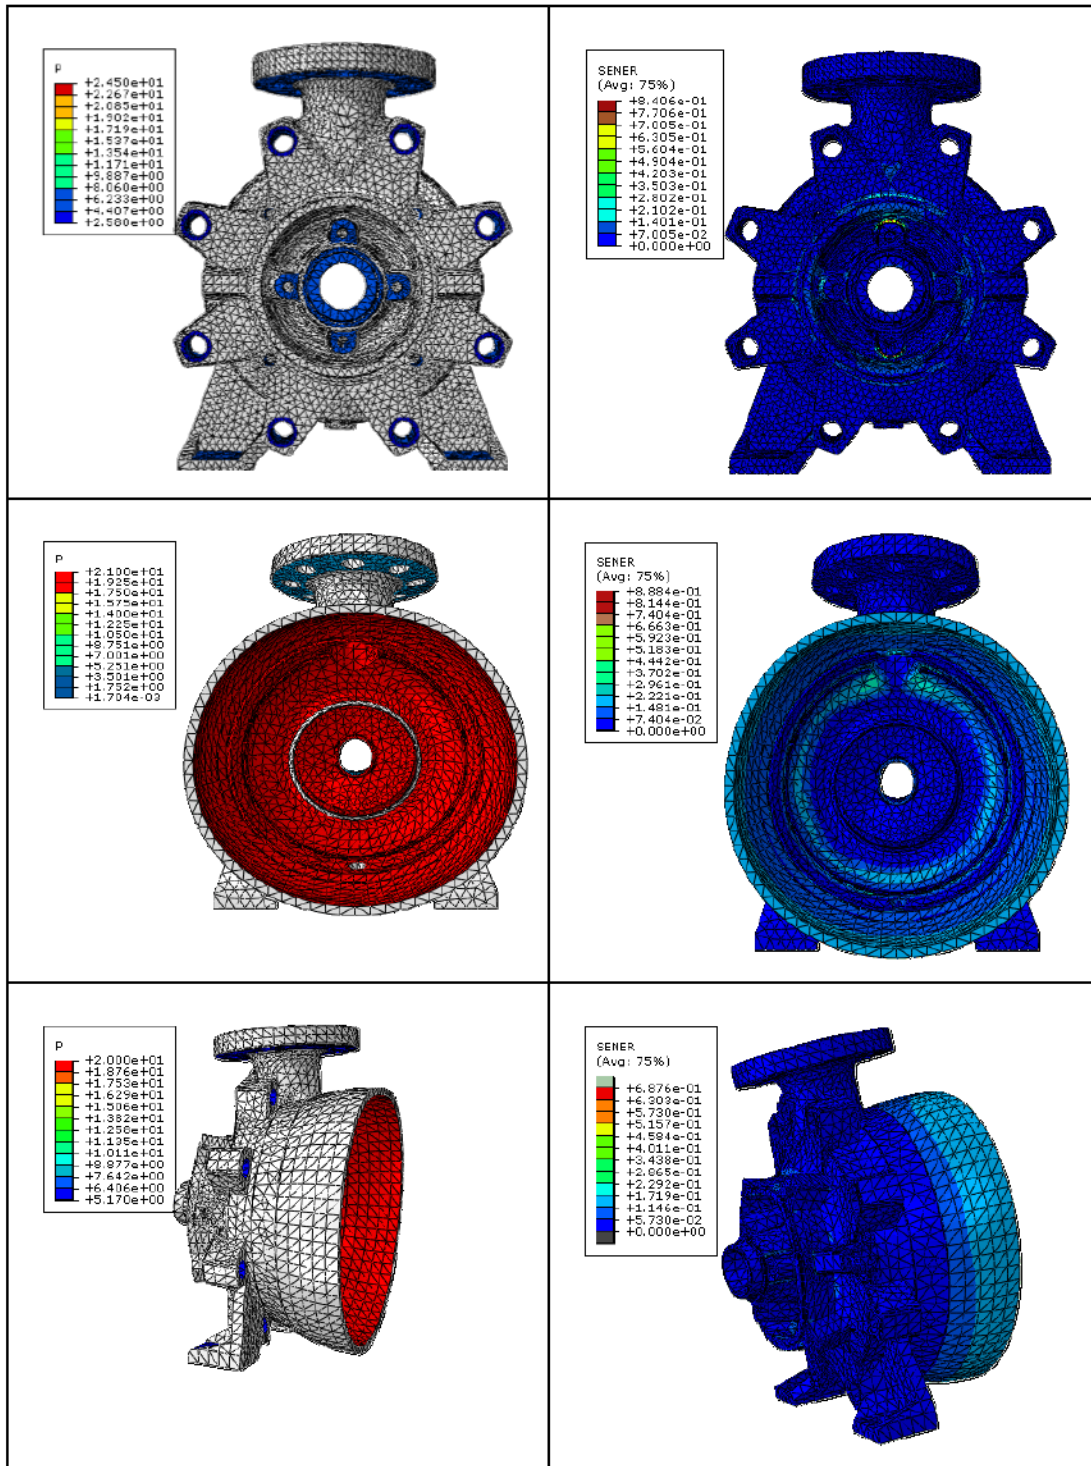 P
+2.450e+01
+2.267e+01
+2.085e+01
+1.902e+01
+1.719e+01
+1.537e+01
+1.354e+01
+1.171e+01
+9.887e+00
+8.060e+00
+6.233e+00
+4.407e+00
+2.580e+00
SENER
(Avg: 75%)
+8.406e-01
+7.706e-01
+7.005e-01
+6.305e-01
+5.604e-01
+4.904e-01
+4.203e-01
+3.503e-01
+2.802e-01
+2.102e-01
+1.401e-01
+7.005e-02
+0.000e+00
P
+2.100e+01
+1.925e+01
+1.750e+01
+1.575e+01
+1.400e+01
+1.225e+01
+1.050e+01
+8.751e+00
+7.001e+00
+5.251e+00
+3.501e+00
+1.752e+00
+1.704e-03
SENER
(Avg: 75%)
+8.884e-01
+8.144e-01
+7.404e-01
+6.663e-01
+5.923e-01
+5.183e-01
+4.442e-01
+3.702e-01
+2.961e-01
+2.221e-01
+1.481e-01
+7.404e-02
+0.000e+00
P
+2.000e+01
+1.876e+01
+1.753e+01
+1.629e+01
+1.506e+01
+1.382e+01
+1.258e+01
+1.135e+01
+1.011e+01
+8.877e+00
+7.642e+00
+6.406e+00
+5.170e+00
SENER
(Avg: 75%)
+6.876e-01
+6.303e-01
+5.730e-01
+5.157e-01
+4.584e-01
+4.011e-01
+3.438e-01
+2.865e-01
+2.292e-01
+1.719e-01
+1.146e-01
+5.730e-02
+0.000e+00